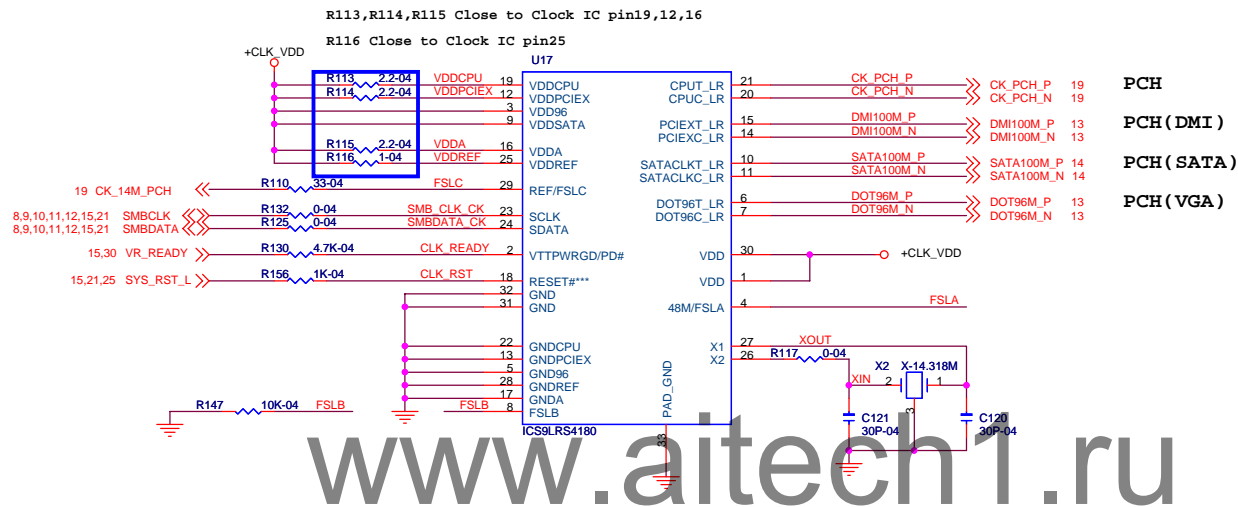 R113,R114,R115 Close to Clock IC pin19,12,16
R116 Close to Clock IC pin25
+CLK_VDD
U17
R113 2.2-04 VDDCPU 19 VDDCPU CPUT_LR 21 CK_PCH_P CK_PCH_P 19 PCH
R114 2.2-04 VDDPCIEX 12 VDDPCIEX CPUC_LR 20 CK_PCH_N CK_PCH_N 19
3 VDD96 PCIEXT_LR 15 DMI100M_P DMI100M_P 13 PCH(DMI)
9 VDDSATA PCIEXC_LR 14 DMI100M_N DMI100M_N 13
R115 2.2-04 VDDA 16 VDDA SATACLKT_LR 10 SATA100M_P SATA100M_P 14 PCH(SATA)
R116 1-04 VDDREF 25 VDDREF SATACLKC_LR 11 SATA100M_N SATA100M_N 14
19 CK_14M_PCH R110 33-04 FSLC 29 REF/FSLC
DOT96T_LR 6 DOT96M_P DOT96M_P 13 PCH(VGA)
8,9,10,11,12,15,21 SMBCLK R132 0-04 SMB_CLK_CK 23 SCLK DOT96C_LR 7 DOT96M_N DOT96M_N 13
8,9,10,11,12,15,21 SMBDATA R125 0-04 SMBDATA_CK 24 SDATA
15,30 VR_READY R130 4.7K-04 CLK_READY 2 VTTPWRGD/PD# VDD 30 +CLK_VDD
15,21,25 SYS_RST_L R156 1K-04 CLK_RST 18 RESET#*** VDD 1
32 GND
31 GND 48M/FSLA 4 FSLA
22 GNDCPU X1 27 XOUT
13 GNDPCIEX X2 26 R117 0-04
5 GND96 X2 X-14.318M
28 GNDREF XIN 2 1
17 GNDA 3
R147 10K-04 FSLB FSLB 8 FSLB PAD_GND 33
C121 30P-04 C120 30P-04
ICS9LRS4180
www.aitech1.ru